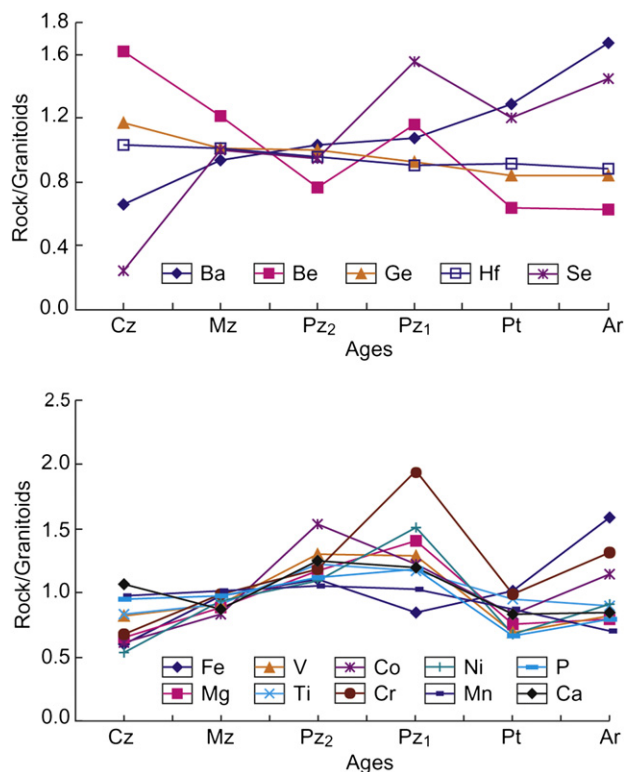 1.8
1.6
1.2
0.8
0.4
0.0
Rock/Granitoids
Ba Be Ge Hf Se
Cz Mz Pz2 Pz1 Pt Ar
Ages
2.5
2.0
1.5
1.0
0.5
0.0
Rock/Granitoids
Fe V Co Ni P
Mg Ti Cr Mn Ca
Cz Mz Pz2 Pz1 Pt Ar
Ages